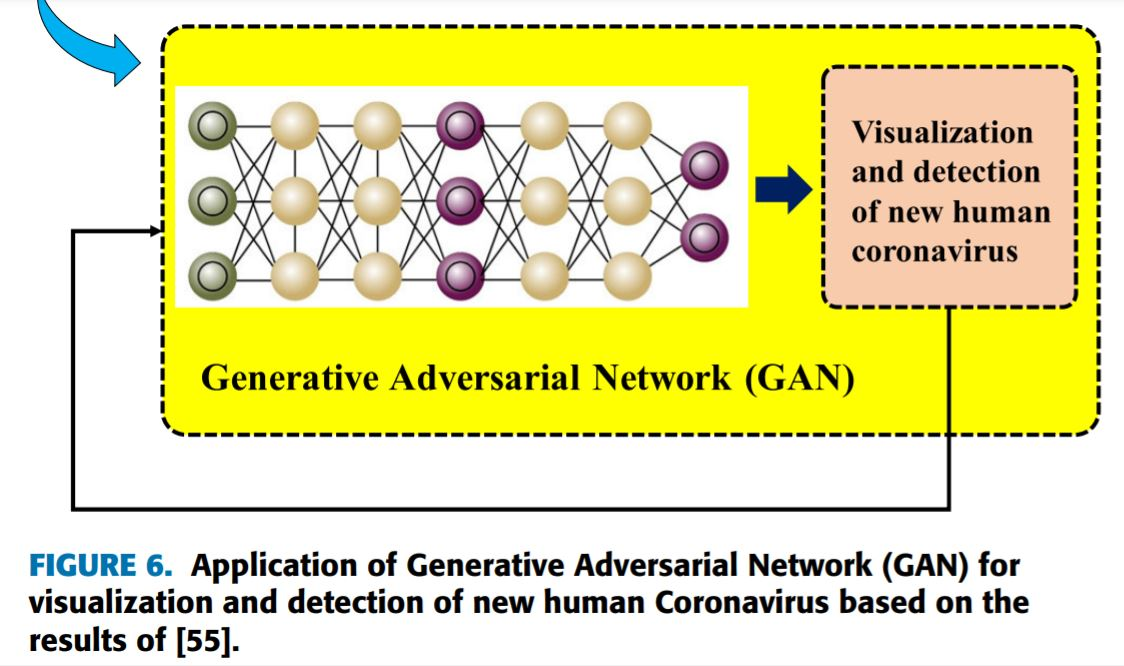 Visualization
and detection
of new human
coronavirus
Generative Adversarial Network (GAN)
FIGURE 6. Application of Generative Adversarial Network (GAN) for
visualization and detection of new human Coronavirus based on the
results of [55].